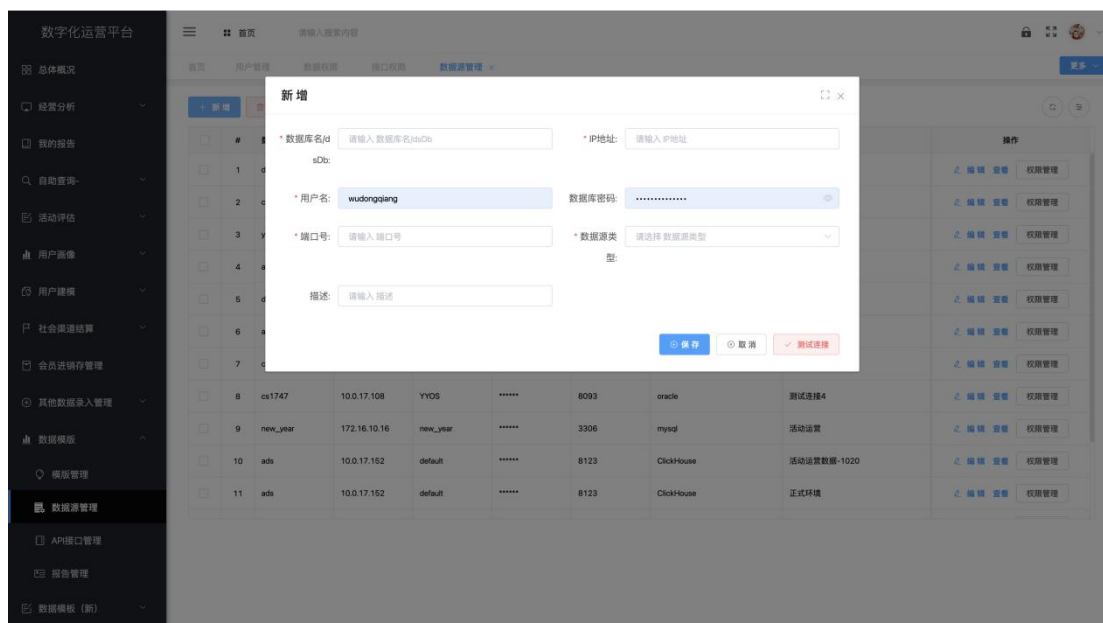 数字化运营平台
首页
请输入搜索内容
总体概况
首页 用户管理 数据权限 接口权限 数据源管理 ×
更多
经营分析
+ 新增
新增
我的报告
#
操作
* 数据库名/d
sDb:
请输入 数据库名/dsDb
* IP地址:
请输入 IP地址
自助查询-
1
编辑 查看 权限管理
* 用户名:
wudongqiang
数据库密码:
••••••••••••••
2
编辑 查看 权限管理
活动评估
3
* 端口号:
请输入 端口号
* 数据源类
型:
请选择 数据源类型
编辑 查看 权限管理
用户画像
4
编辑 查看 权限管理
用户建模
5
描述:
请输入 描述
编辑 查看 权限管理
社会渠道结算
6
编辑 查看 权限管理
保存 取消 测试连接
会员进销存管理
7
编辑 查看 权限管理
其他数据录入管理
8 cs1747 10.0.17.108 YYOS ****** 8093 oracle 测试连接4 编辑 查看 权限管理
数据模版
9 new_year 172.16.10.16 new_year ****** 3306 mysql 活动运营 编辑 查看 权限管理
模版管理
10 ads 10.0.17.152 default ****** 8123 ClickHouse 活动运营数据-1020 编辑 查看 权限管理
数据源管理
11 ads 10.0.17.152 default ****** 8123 ClickHouse 正式环境 编辑 查看 权限管理
API接口管理
报告管理
数据模板（新）